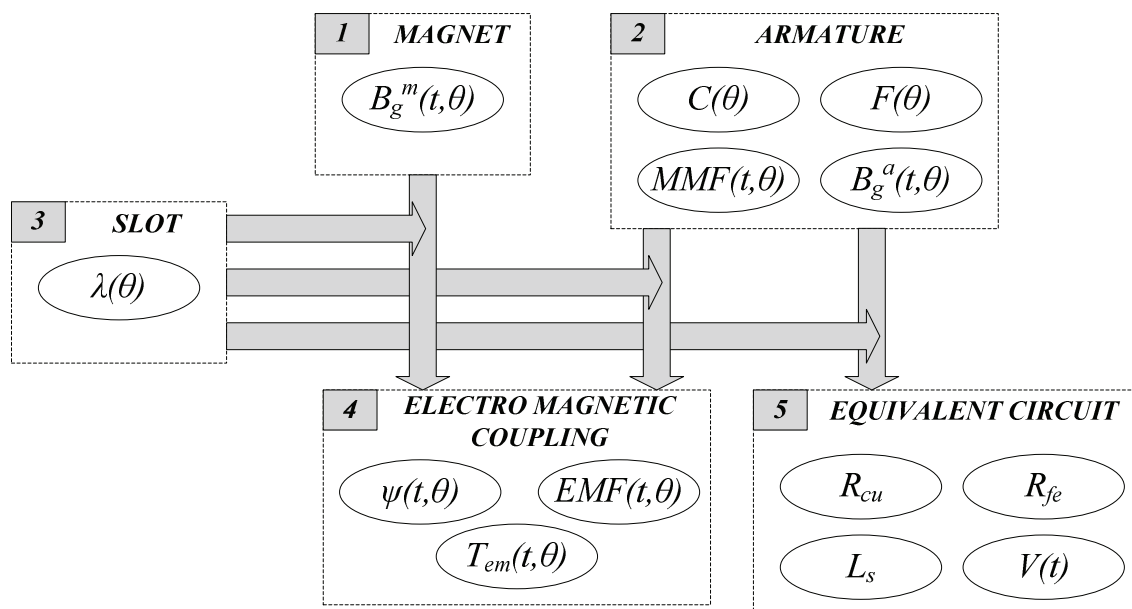 1 MAGNET
B_g^m(t,θ)
2 ARMATURE
C(θ) F(θ)
MMF(t,θ) B_g^a(t,θ)
3 SLOT
λ(θ)
4 ELECTRO MAGNETIC
COUPLING
ψ(t,θ) EMF(t,θ)
T_em(t,θ)
5 EQUIVALENT CIRCUIT
R_cu R_fe
L_s V(t)